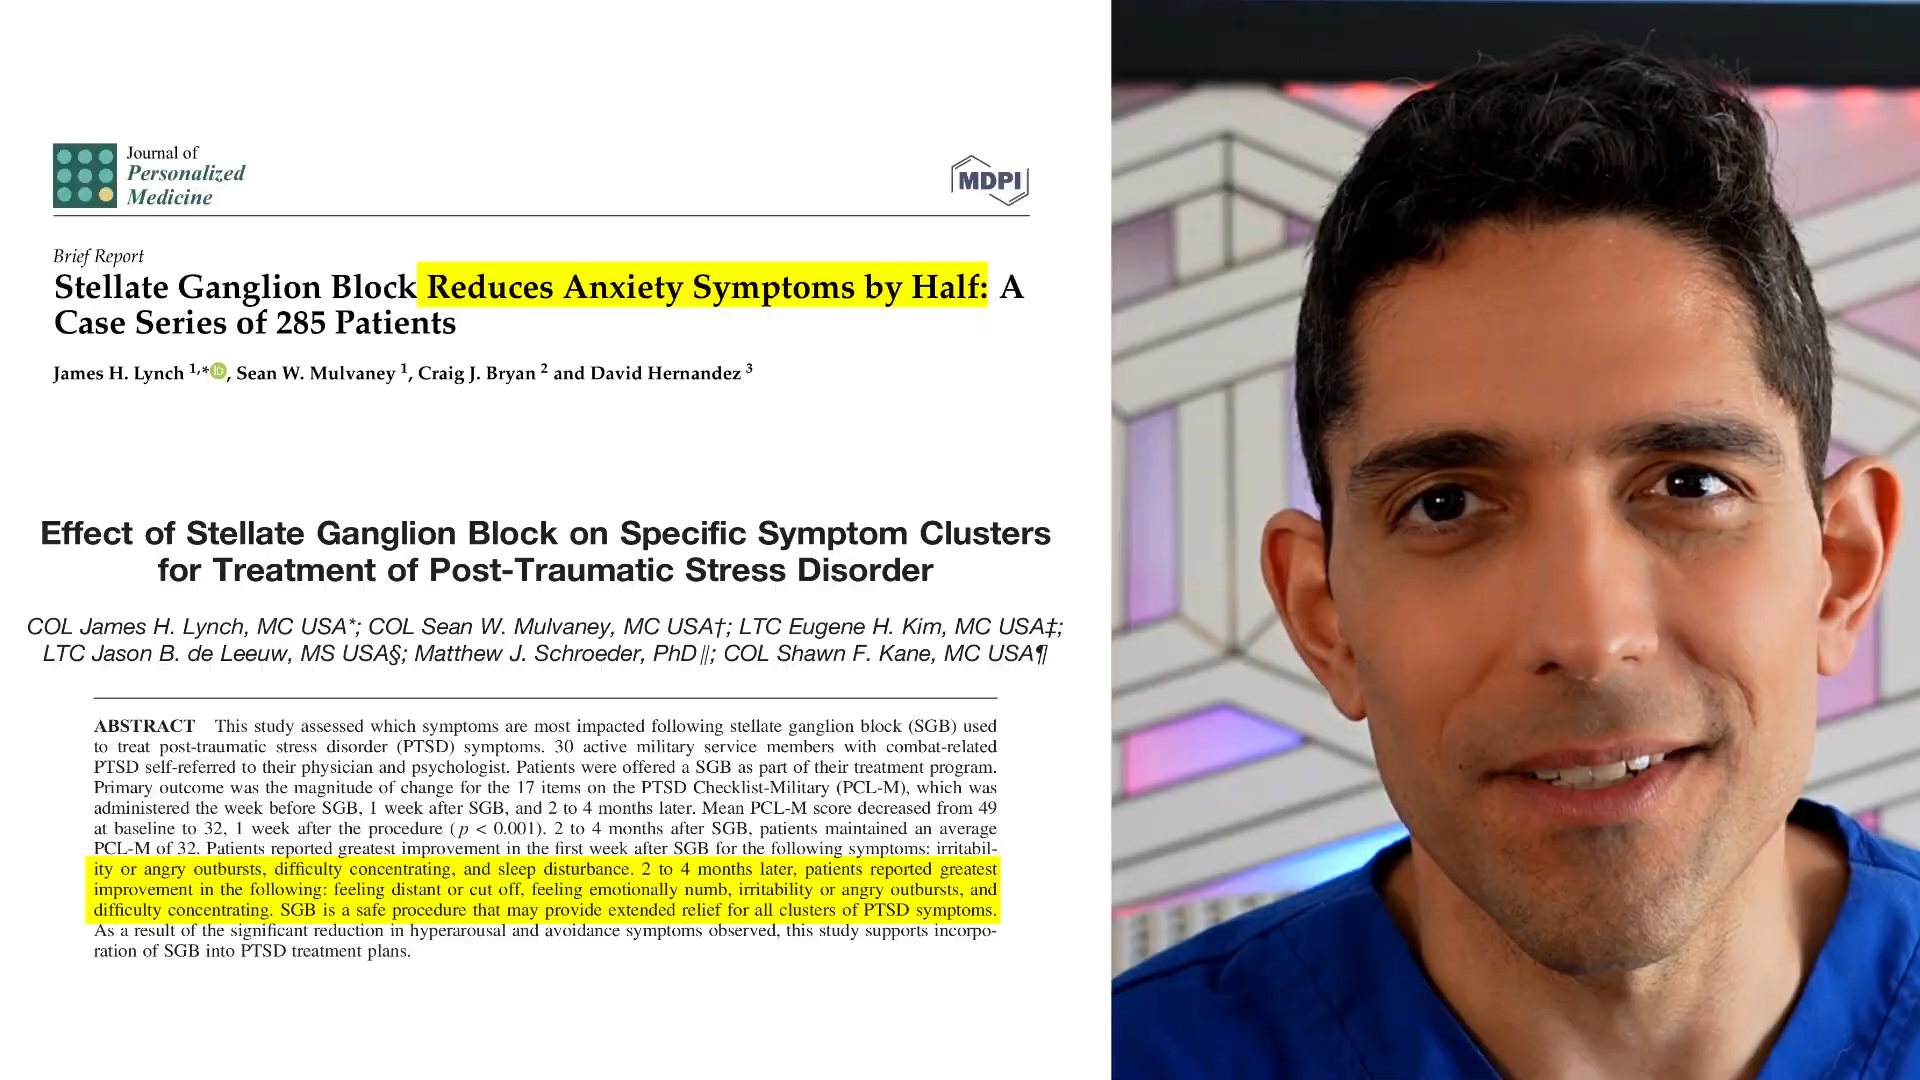 Journal of
Personalized
Medicine
MDPI
Brief Report
Stellate Ganglion Block Reduces Anxiety Symptoms by Half: A
Case Series of 285 Patients
James H. Lynch 1,* iD, Sean W. Mulvaney 1, Craig J. Bryan 2 and David Hernandez 3
Effect of Stellate Ganglion Block on Specific Symptom Clusters
for Treatment of Post-Traumatic Stress Disorder
COL James H. Lynch, MC USA*; COL Sean W. Mulvaney, MC USA†; LTC Eugene H. Kim, MC USA‡;
LTC Jason B. de Leeuw, MS USA§; Matthew J. Schroeder, PhD∥; COL Shawn F. Kane, MC USA¶
ABSTRACT This study assessed which symptoms are most impacted following stellate ganglion block (SGB) used
to treat post-traumatic stress disorder (PTSD) symptoms. 30 active military service members with combat-related
PTSD self-referred to their physician and psychologist. Patients were offered a SGB as part of their treatment program.
Primary outcome was the magnitude of change for the 17 items on the PTSD Checklist-Military (PCL-M), which was
administered the week before SGB, 1 week after SGB, and 2 to 4 months later. Mean PCL-M score decreased from 49
at baseline to 32, 1 week after the procedure (p < 0.001). 2 to 4 months after SGB, patients maintained an average
PCL-M of 32. Patients reported greatest improvement in the first week after SGB for the following symptoms: irritabil-
ity or angry outbursts, difficulty concentrating, and sleep disturbance. 2 to 4 months later, patients reported greatest
improvement in the following: feeling distant or cut off, feeling emotionally numb, irritability or angry outbursts, and
difficulty concentrating. SGB is a safe procedure that may provide extended relief for all clusters of PTSD symptoms.
As a result of the significant reduction in hyperarousal and avoidance symptoms observed, this study supports incorpo-
ration of SGB into PTSD treatment plans.